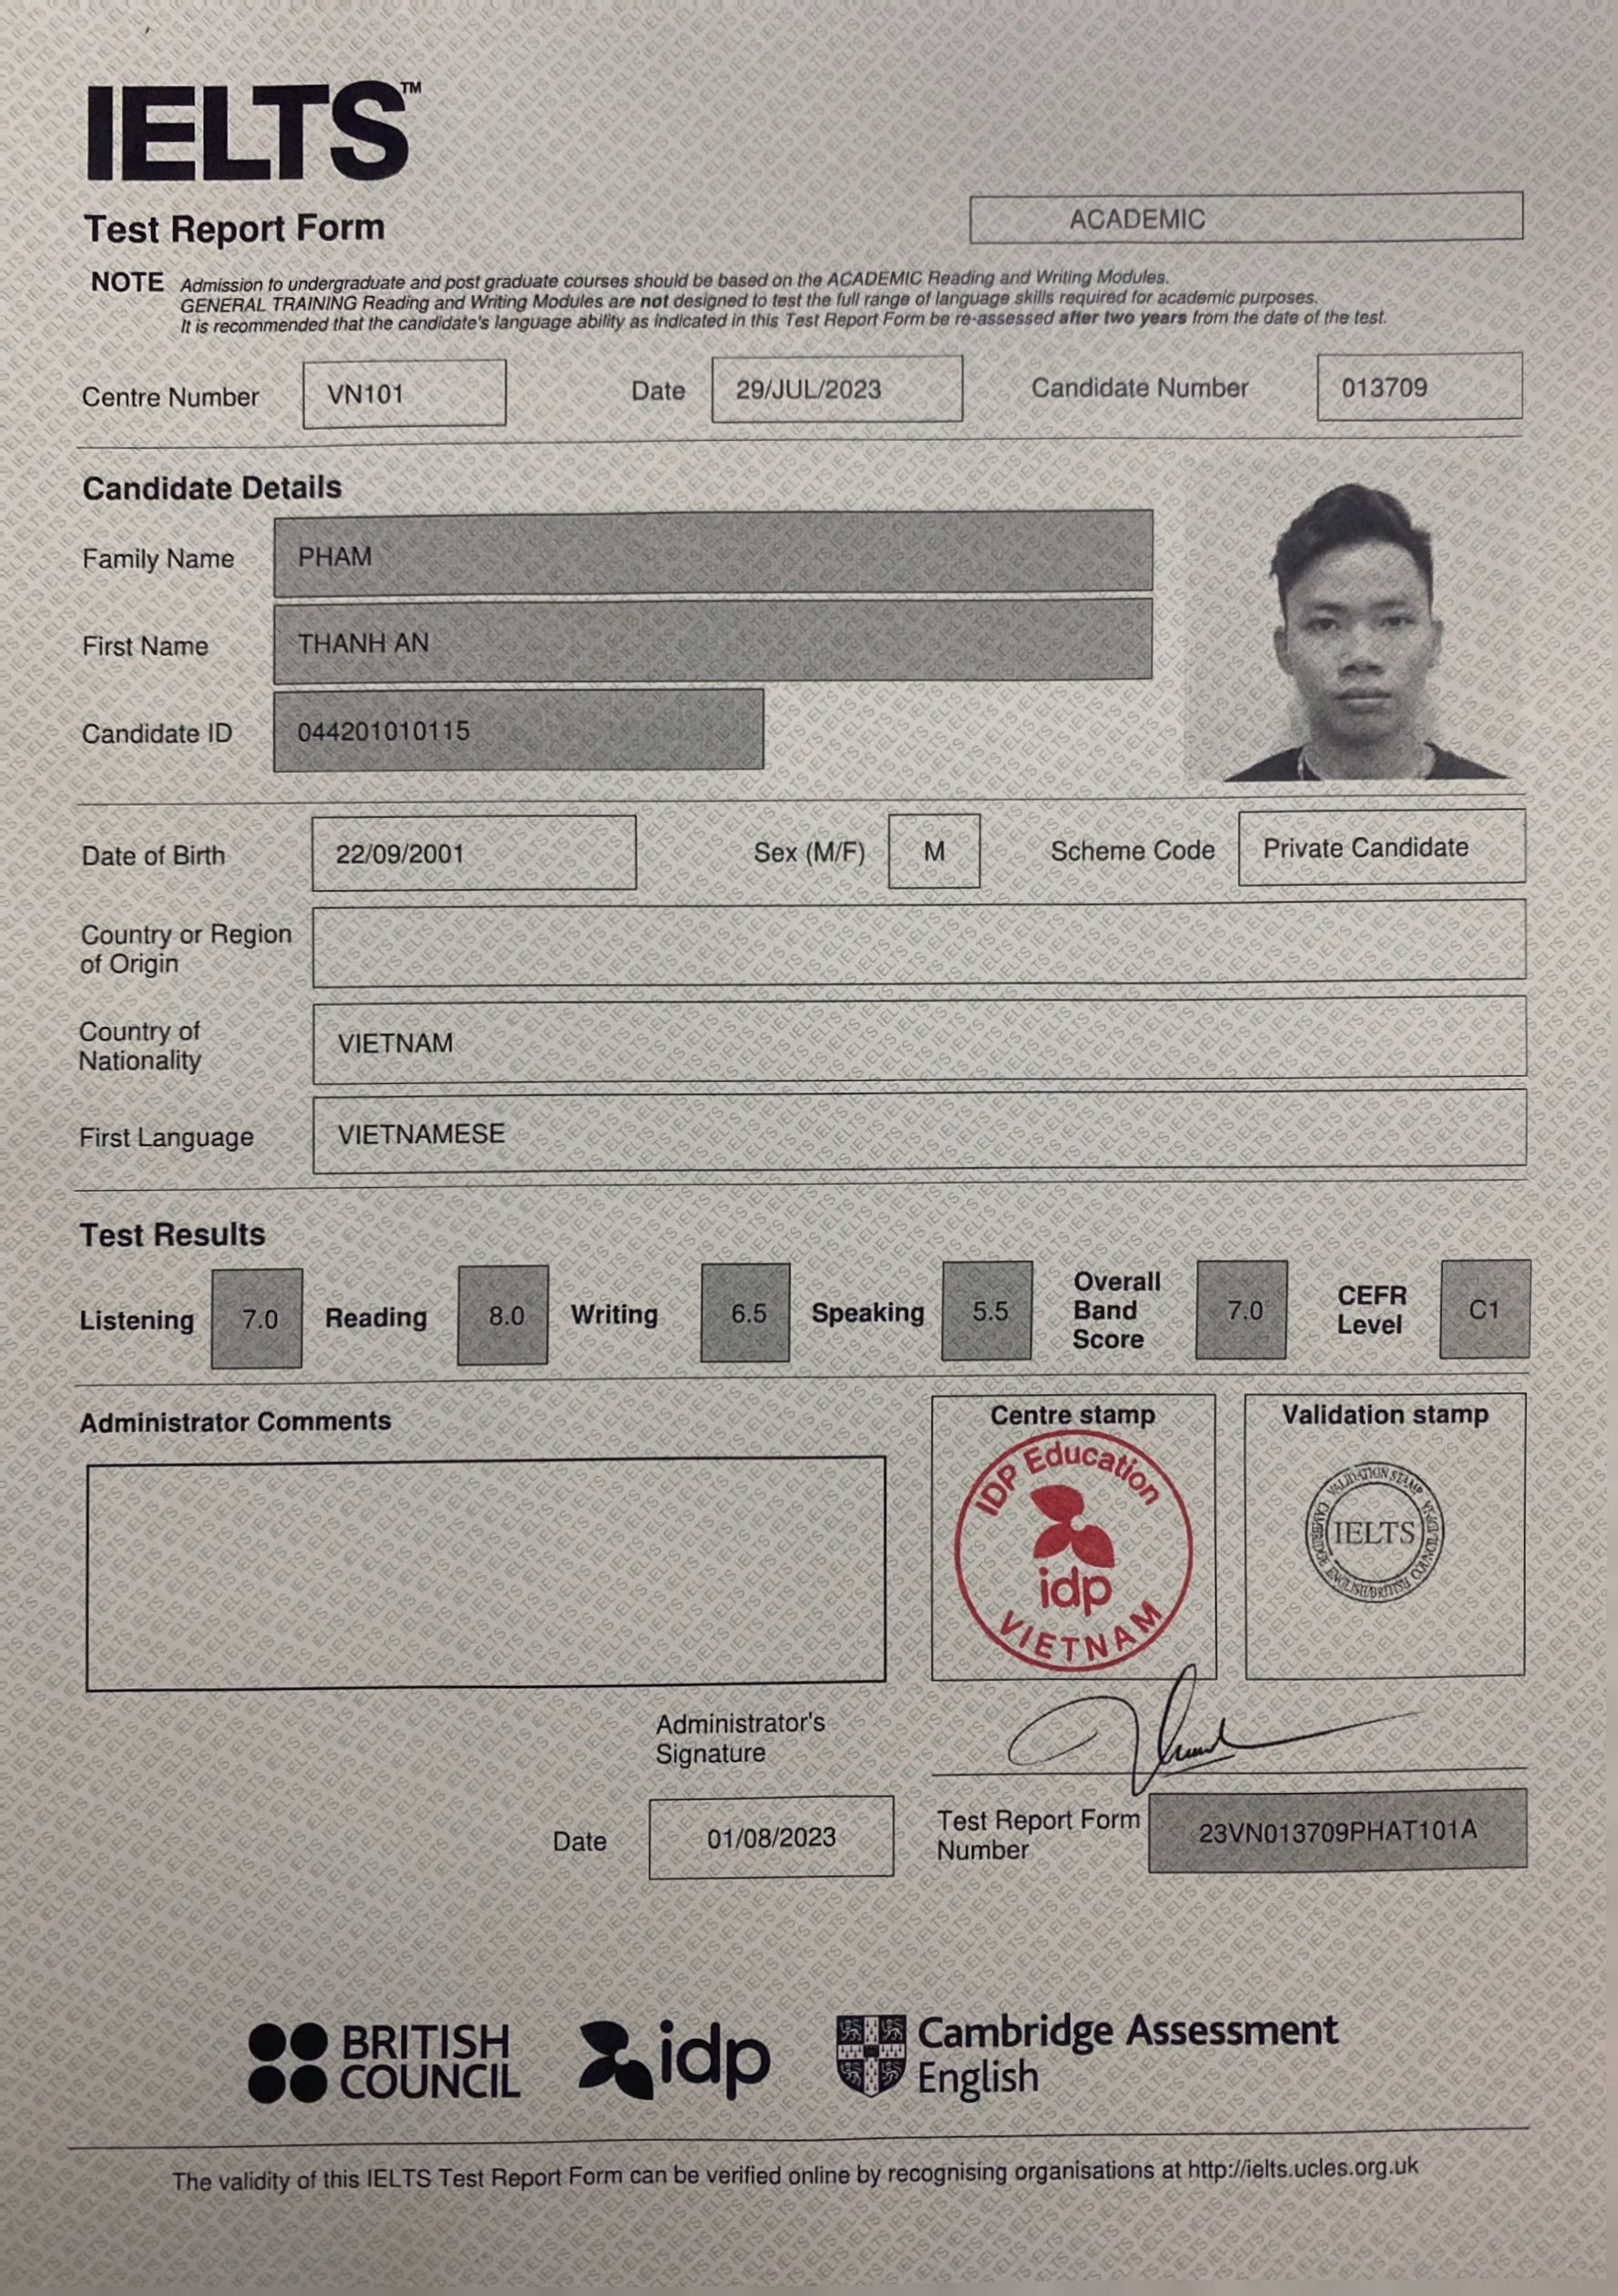 IELTS™
Test Report Form
ACADEMIC
NOTE Admission to undergraduate and post graduate courses should be based on the ACADEMIC Reading and Writing Modules.
GENERAL TRAINING Reading and Writing Modules are not designed to test the full range of language skills required for academic purposes.
It is recommended that the candidate's language ability as indicated in this Test Report Form be re-assessed after two years from the date of the test.
Centre Number VN101 Date 29/JUL/2023 Candidate Number 013709
Candidate Details
Family Name PHAM
First Name THANH AN
Candidate ID 044201010115
Date of Birth 22/09/2001 Sex (M/F) M Scheme Code Private Candidate
Country or Region
of Origin
Country of
Nationality VIETNAM
First Language VIETNAMESE
Test Results
Listening 7.0 Reading 8.0 Writing 6.5 Speaking 5.5 Overall Band Score 7.0 CEFR Level C1
Administrator Comments
Centre stamp
IDP Education
idp
VIETNAM
Validation stamp
VALIDATION STAMP
IELTS
CAMBRIDGE ENGLISH/BRITISH COUNCIL/IDP:IA
Administrator's
Signature
Date 01/08/2023
Test Report Form
Number 23VN013709PHAT101A
BRITISH
COUNCIL
idp
Cambridge Assessment
English
The validity of this IELTS Test Report Form can be verified online by recognising organisations at http://ielts.ucles.org.uk